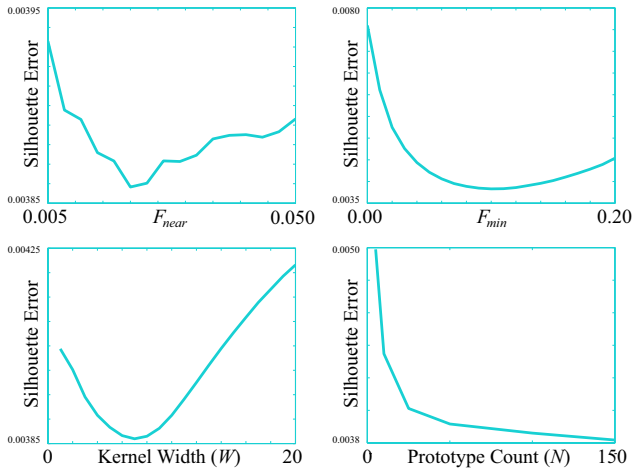 0.00395
Silhouette Error
0.00385
0.005
F_near
0.050
0.0080
Silhouette Error
0.0035
0.00
F_min
0.20
0.00425
Silhouette Error
0.00385
0
Kernel Width (W)
20
0.0050
Silhouette Error
0.0038
0
Prototype Count (N)
150